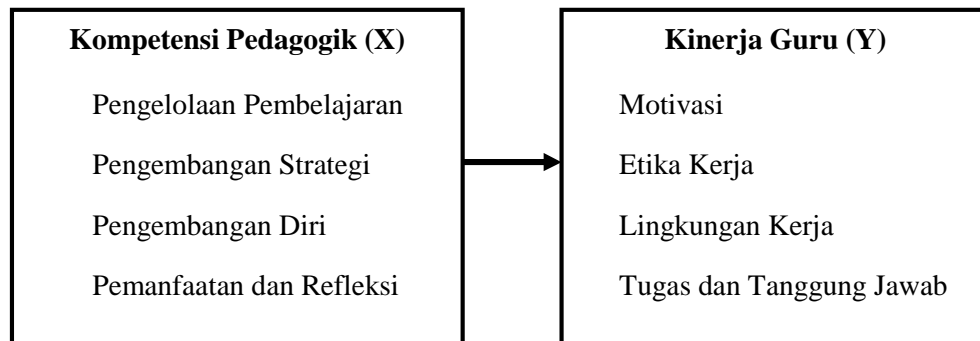 Kompetensi Pedagogik (X)
Pengelolaan Pembelajaran
Pengembangan Strategi
Pengembangan Diri
Pemanfaatan dan Refleksi
Kinerja Guru (Y)
Motivasi
Etika Kerja
Lingkungan Kerja
Tugas dan Tanggung Jawab